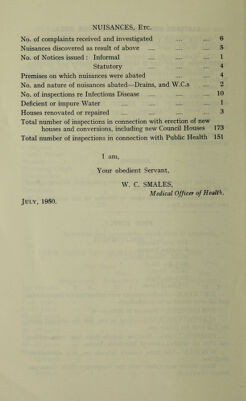 NUISANCES, Etc.
No. of complaints received and investigated ... ... 6
Nuisances discovered as result of above ... ... ... 5
No. of Notices issued : Informal ... ... ... 1
Statutory ... ... ... 4
Premises on which nuisances were abated ... ... 4
No. and nature of nuisances abated—Drains, and W.C.s ... 2
No. of inspections re Infectious Disease ... ... ... 10
Deficient or impure Water ... ... ... ... 1
Houses renovated or repaired ... ... ... ... 3
Total number of inspections in connection with erection of new
houses and conversions, including new Council Houses 173
Total number of inspections in connection with Public Health 151
I am,
Your obedient Servant,
W. C. SMALES,
Medical Officer of Health.
July, 1950.